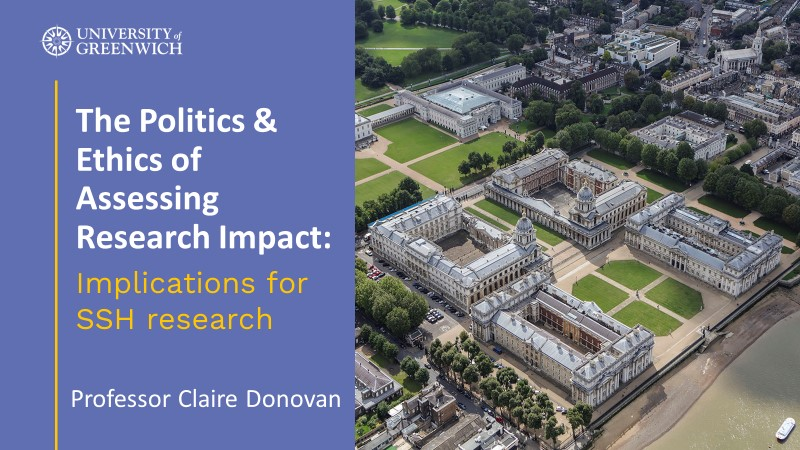 UNIVERSITY of
GREENWICH
The Politics &
Ethics of
Assessing
Research Impact:
Implications for
SSH research
Professor Claire Donovan